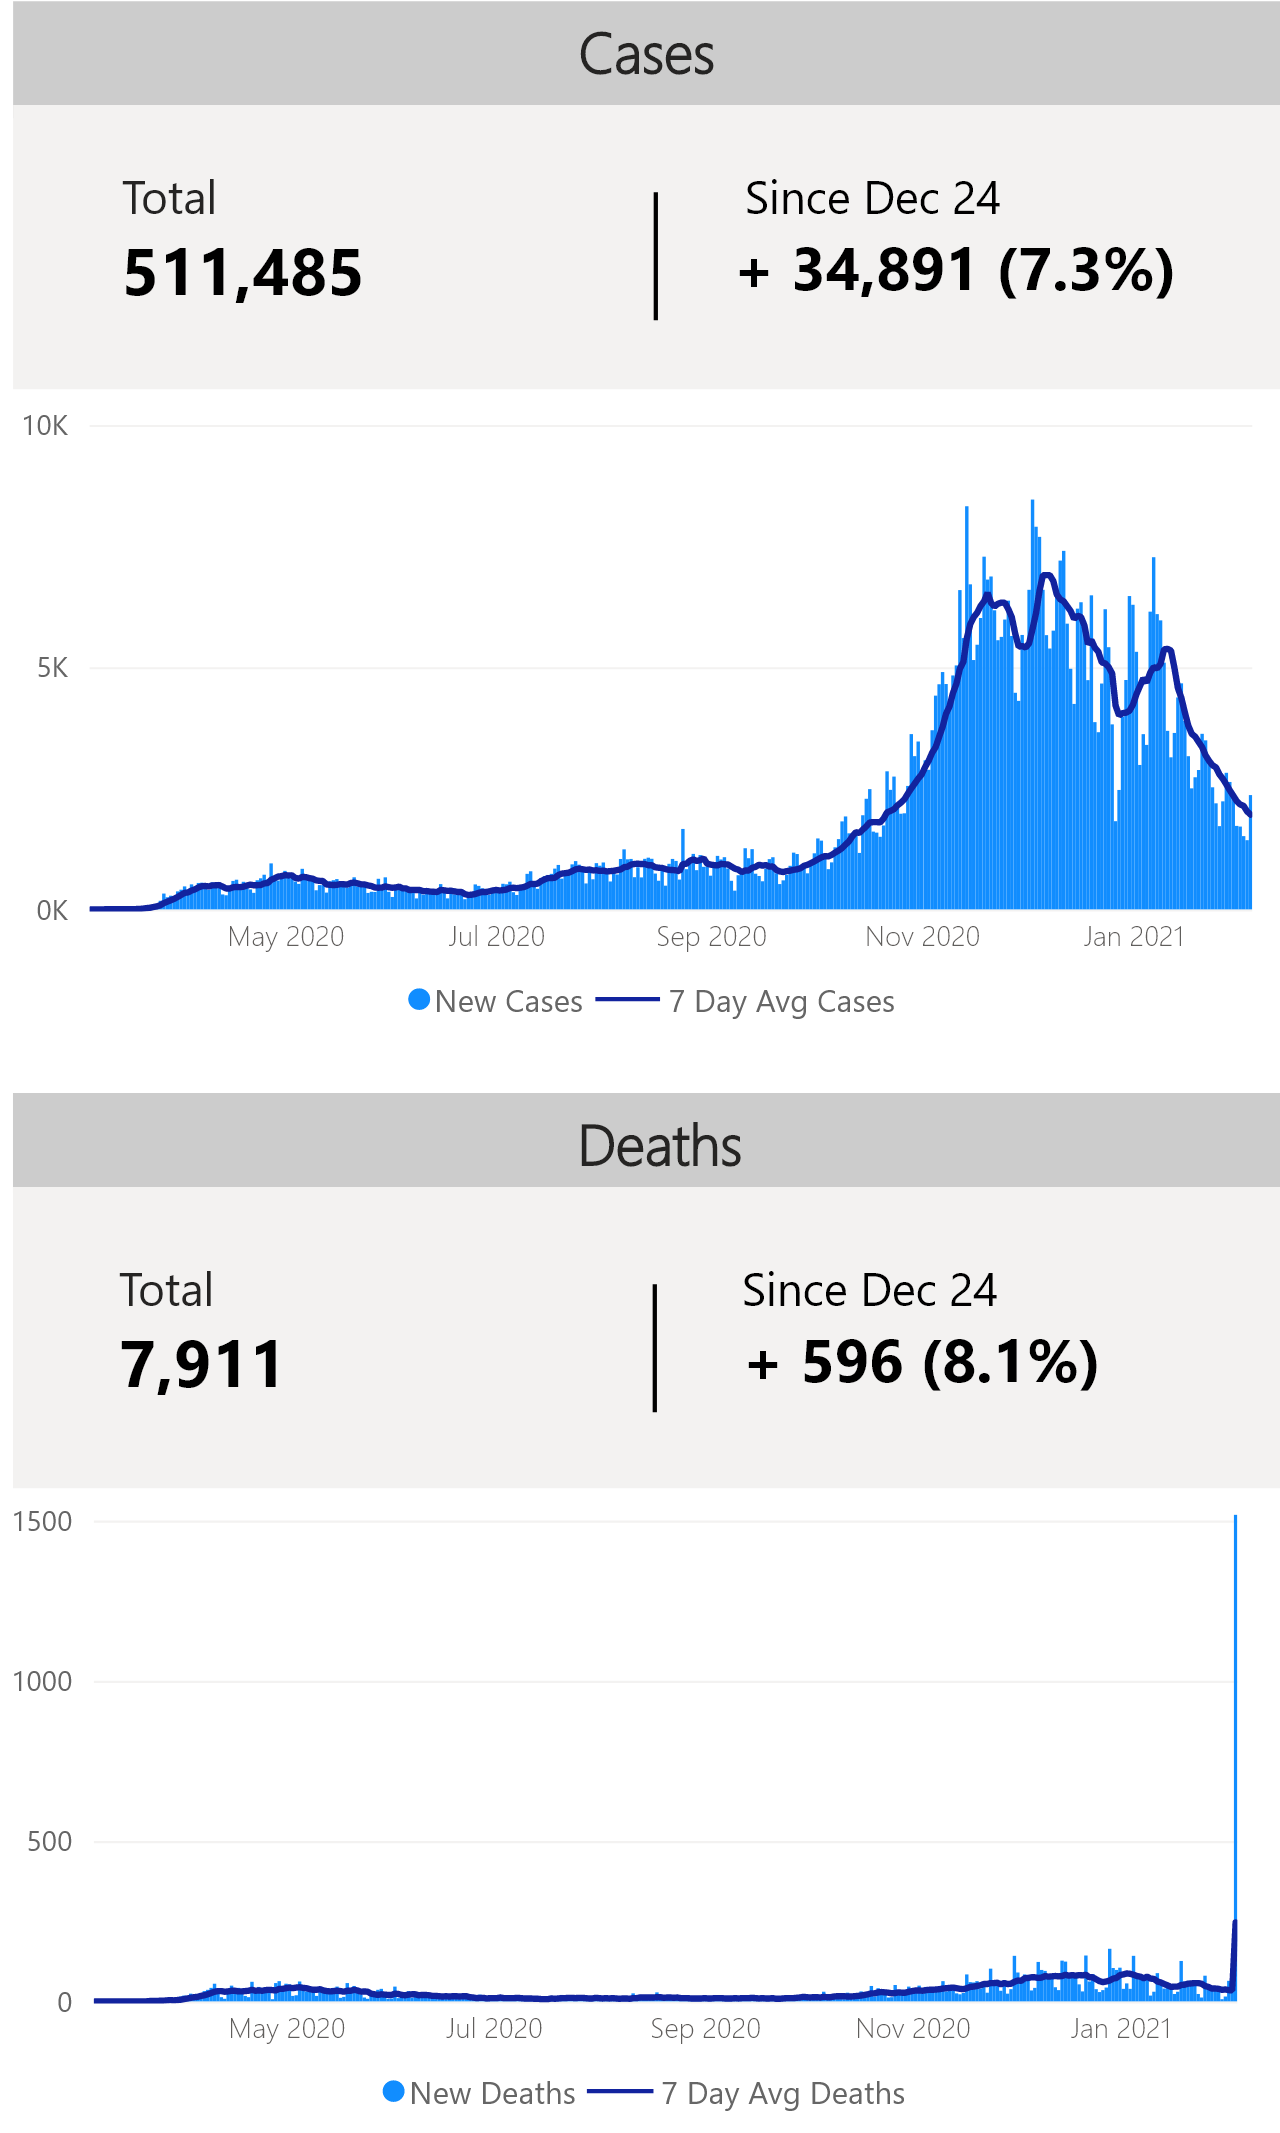 Cases
Total
511,485
Since Dec 24
+ 34,891 (7.3%)
10K
5K
0K
May 2020
Jul 2020
Sep 2020
Nov 2020
Jan 2021
New Cases
7 Day Avg Cases
Deaths
Total
7,911
Since Dec 24
+ 596 (8.1%)
1500
1000
500
0
May 2020
Jul 2020
Sep 2020
Nov 2020
Jan 2021
New Deaths
7 Day Avg Deaths